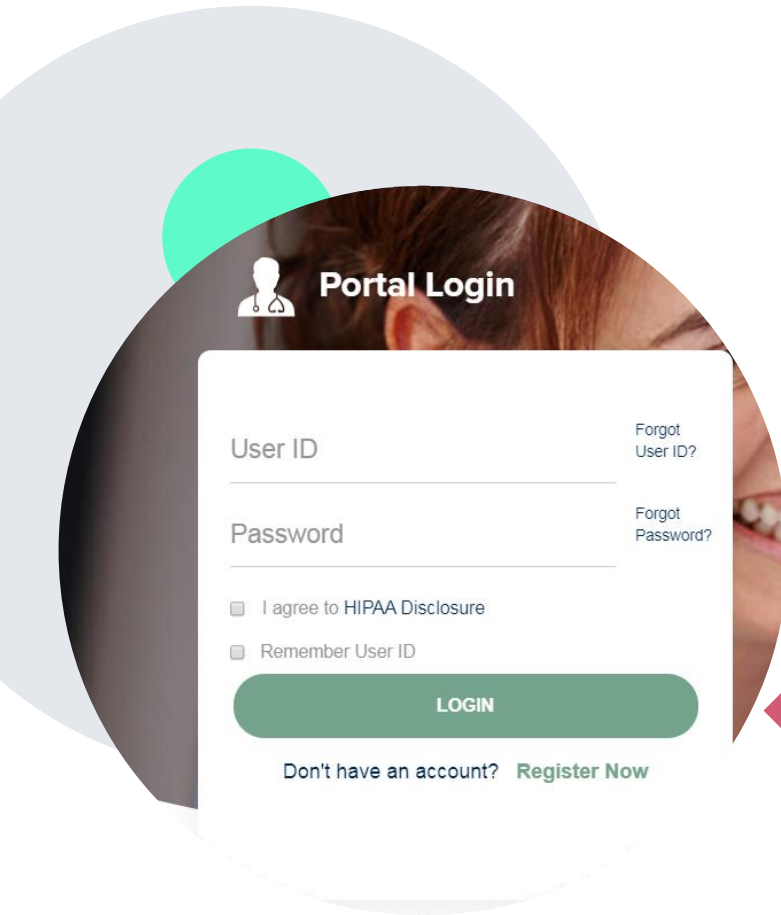 Portal Login
User ID
Forgot
User ID?
Password
Forgot
Password?
I agree to HIPAA Disclosure
Remember User ID
LOGIN
Don't have an account? Register Now